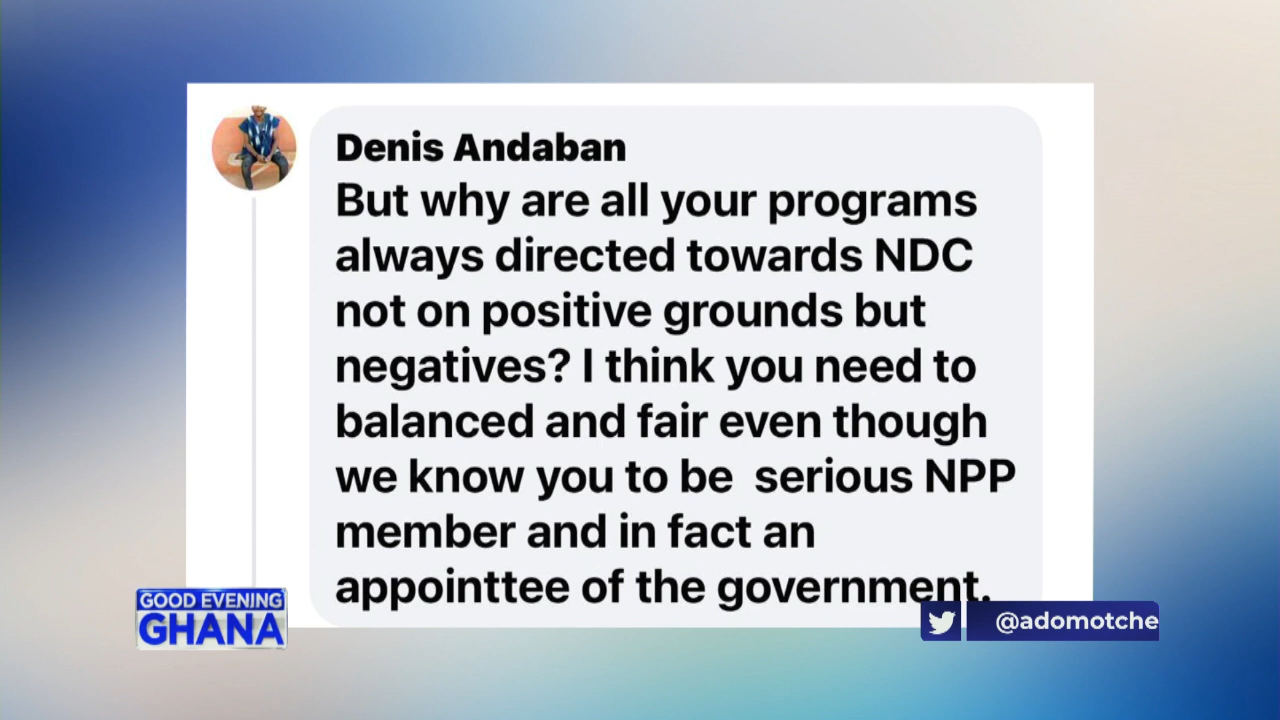 Denis Andaban
But why are all your programs
always directed towards NDC
not on positive grounds but
negatives? I think you need to
balanced and fair even though
we know you to be  serious NPP
member and in fact an
appointtee of the government.
GOOD EVENING
GHANA
@adomotche